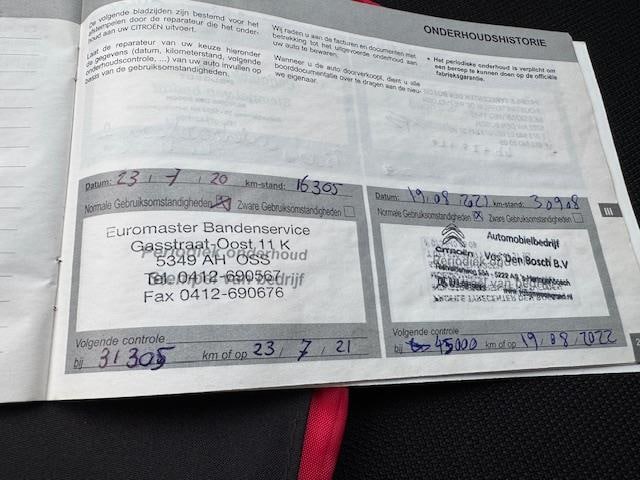 ONDERHOUDSHISTORIE
De volgende bladzijden zijn bestemd voor het
afstempelen door de reparateur die het onder-
houd aan uw CITROËN uitvoert.
Laat de reparateur van uw keuze hieronder
de gegevens (datum, kilometerstand, volgende
onderhoudscontrole, ...) van uw auto invullen op
basis van de gebruiksomstandigheden.
Wij raden u aan de facturen en documenten met
betrekking tot het uitgevoerde onderhoud aan
uw auto te bewaren.
Wanneer u de auto doorverkoopt, dient u alle
boorddocumentatie over te dragen aan de nieu-
we eigenaar.
* Het periodieke onderhoud is verplicht om
een beroep te kunnen doen op de officiële
fabrieksgarantie.
Datum: 23 / 7 / 20 km-stand: 16305
Normale Gebruiksomstandigheden Zware Gebruiksomstandigheden
Euromaster Bandenservice
Gasstraat-Oost 11 K
5349 AH OSS
Tel. 0412-690567
Fax 0412-690676
Periodiek onderhoud
Stempel van bedrijf
Volgende controle
bij 31305 km of op 23 / 7 / 21
Datum: 19 / 08 / 2021 km-stand: 30908
Normale Gebruiksomstandigheden Zware Gebruiksomstandigheden
Automobielbedrijf
CITROËN Vos Den Bosch B.V
Periodiek
van bedrijf
Volgende controle
bij 45000 km of op 19 / 08 / 2022
III